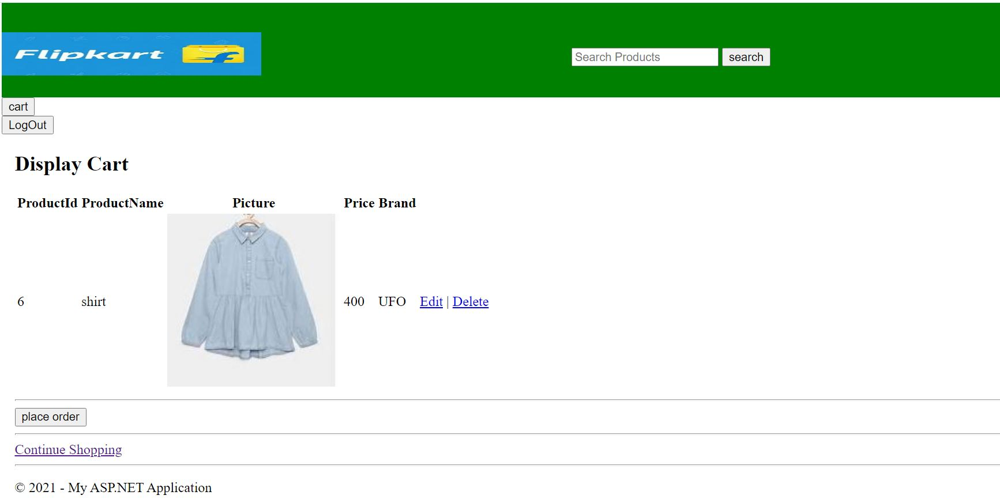 Flipkart
Search Products search
cart
LogOut
Display Cart
ProductId ProductName Picture Price Brand
6 shirt 400 UFO Edit | Delete
place order
Continue Shopping
© 2021 - My ASP.NET Application